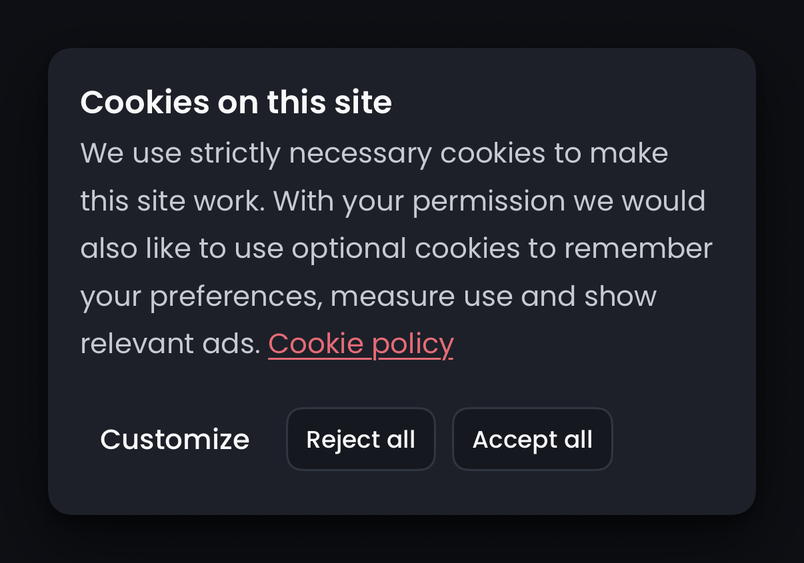 Cookies on this site
We use strictly necessary cookies to make
this site work. With your permission we would
also like to use optional cookies to remember
your preferences, measure use and show
relevant ads. Cookie policy
Customize Reject all Accept all